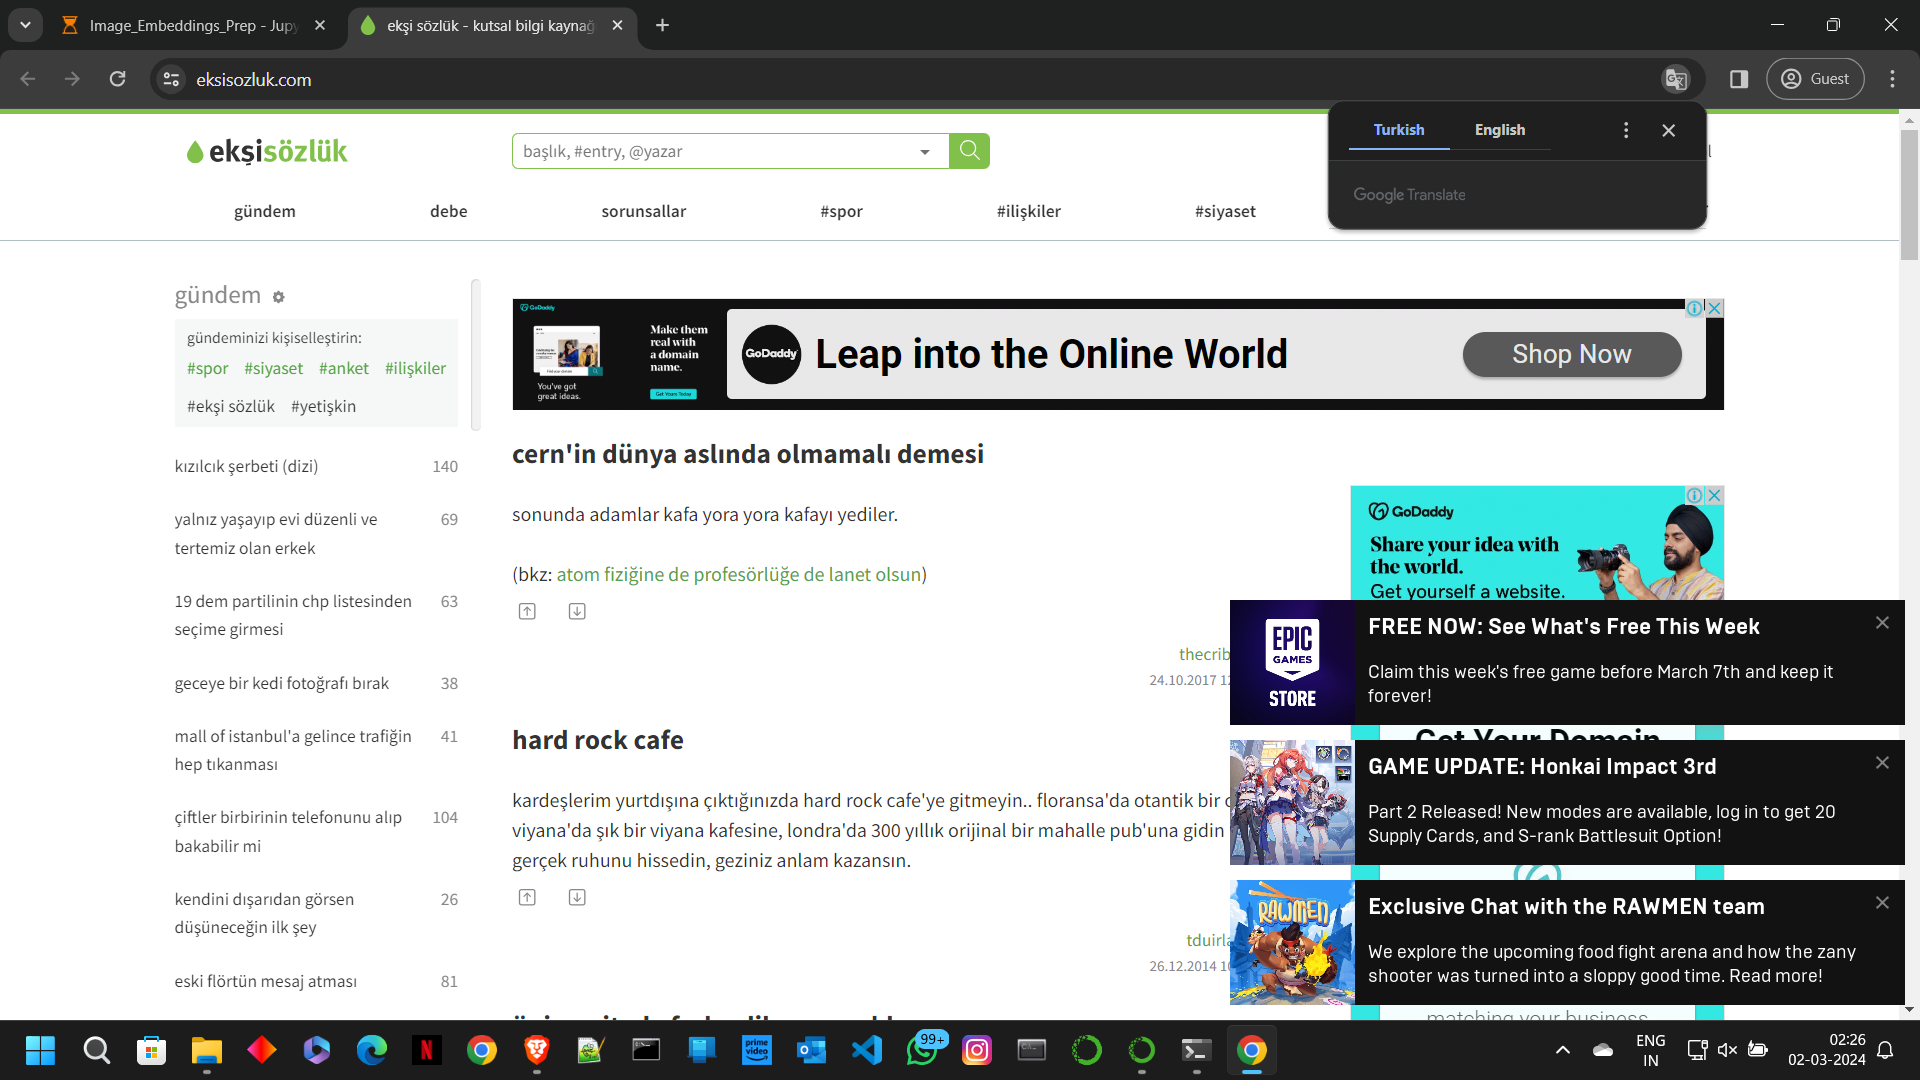 Image_Embeddings_Prep - Jupy
ekşi sözlük - kutsal bilgi kaynağ
eksisozluk.com
Guest
Turkish
English
Google Translate
ekşisözlük
başlık, #entry, @yazar
gündem
debe
sorunsallar
#spor
#ilişkiler
#siyaset
gündem
gündeminizi kişiselleştirin:
#spor #siyaset #anket #ilişkiler
#ekşi sözlük #yetişkin
kızılcık şerbeti (dizi) 140
yalnız yaşayıp evi düzenli ve 69
tertemiz olan erkek
19 dem partilinin chp listesinden 63
seçime girmesi
geceye bir kedi fotoğrafı bırak 38
mall of istanbul'a gelince trafiğin 41
hep tıkanması
çiftler birbirinin telefonunu alıp 104
bakabilir mi
kendini dışarıdan görsen 26
düşüneceğin ilk şey
eski flörtün mesaj atması 81
GoDaddy
You've got
great ideas.
Make them
real with
a domain
name.
Get Yours Today
GoDaddy
Leap into the Online World
Shop Now
cern'in dünya aslında olmamalı demesi
sonunda adamlar kafa yora yora kafayı yediler.
(bkz: atom fiziğine de profesörlüğe de lanet olsun)
thecrib
24.10.2017 12
hard rock cafe
kardeşlerim yurtdışına çıktığınızda hard rock cafe'ye gitmeyin.. floransa'da otantik bir
viyana'da şık bir viyana kafesine, londra'da 300 yıllık orijinal bir mahalle pub'una gidin
gerçek ruhunu hissedin, geziniz anlam kazansın.
tduirla
26.12.2014 10
GoDaddy
Share your idea with
the world.
Get yourself a website.
Get Your Domain
matching your business
EPIC
GAMES
STORE
FREE NOW: See What's Free This Week
Claim this week's free game before March 7th and keep it
forever!
GAME UPDATE: Honkai Impact 3rd
Part 2 Released! New modes are available, log in to get 20
Supply Cards, and S-rank Battlesuit Option!
RAWMEN
Exclusive Chat with the RAWMEN team
We explore the upcoming food fight arena and how the zany
shooter was turned into a sloppy good time. Read more!
prime
video
99+
ENG
IN
02:26
02-03-2024